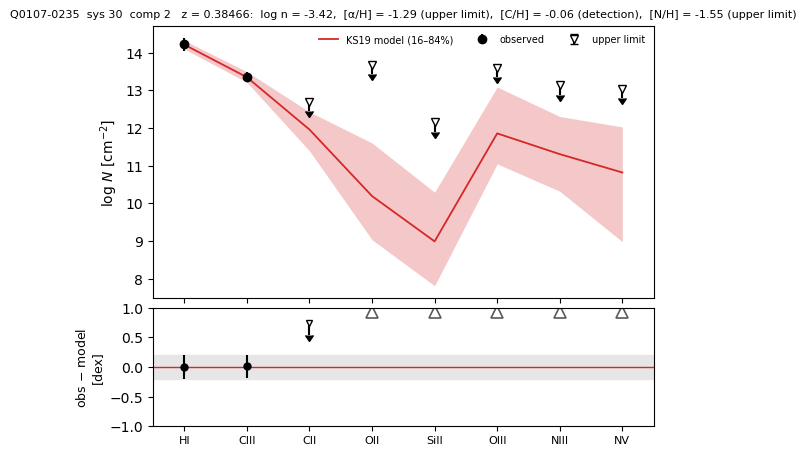 Q0107-0235  sys 30  comp 2   z = 0.38466:  log n = -3.42,  [α/H] = -1.29 (upper limit),  [C/H] = -0.06 (detection),  [N/H] = -1.55 (upper limit)
KS19 model (16–84%)
observed
upper limit
log N [cm⁻²]
14
13
12
11
10
9
8
obs − model
[dex]
1.0
0.5
0.0
−0.5
−1.0
HI
CIII
CII
OII
SiII
OIII
NIII
NV